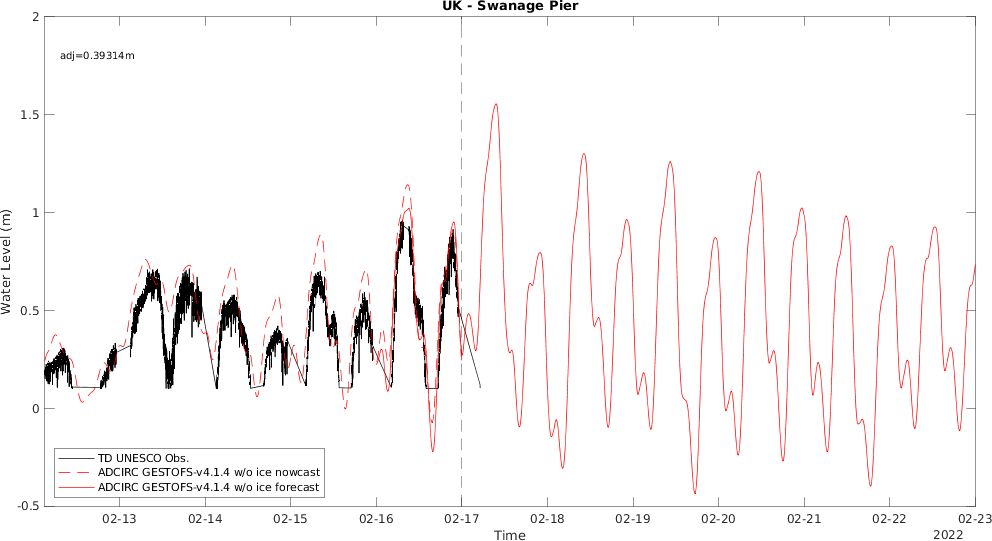 UK - Swanage Pier
adj=0.39314m
Water Level (m)
2
1.5
1
0.5
0
-0.5
TD UNESCO Obs.
ADCIRC GESTOFS-v4.1.4 w/o ice nowcast
ADCIRC GESTOFS-v4.1.4 w/o ice forecast
02-13 02-14 02-15 02-16 02-17 02-18 02-19 02-20 02-21 02-22 02-23
Time
2022